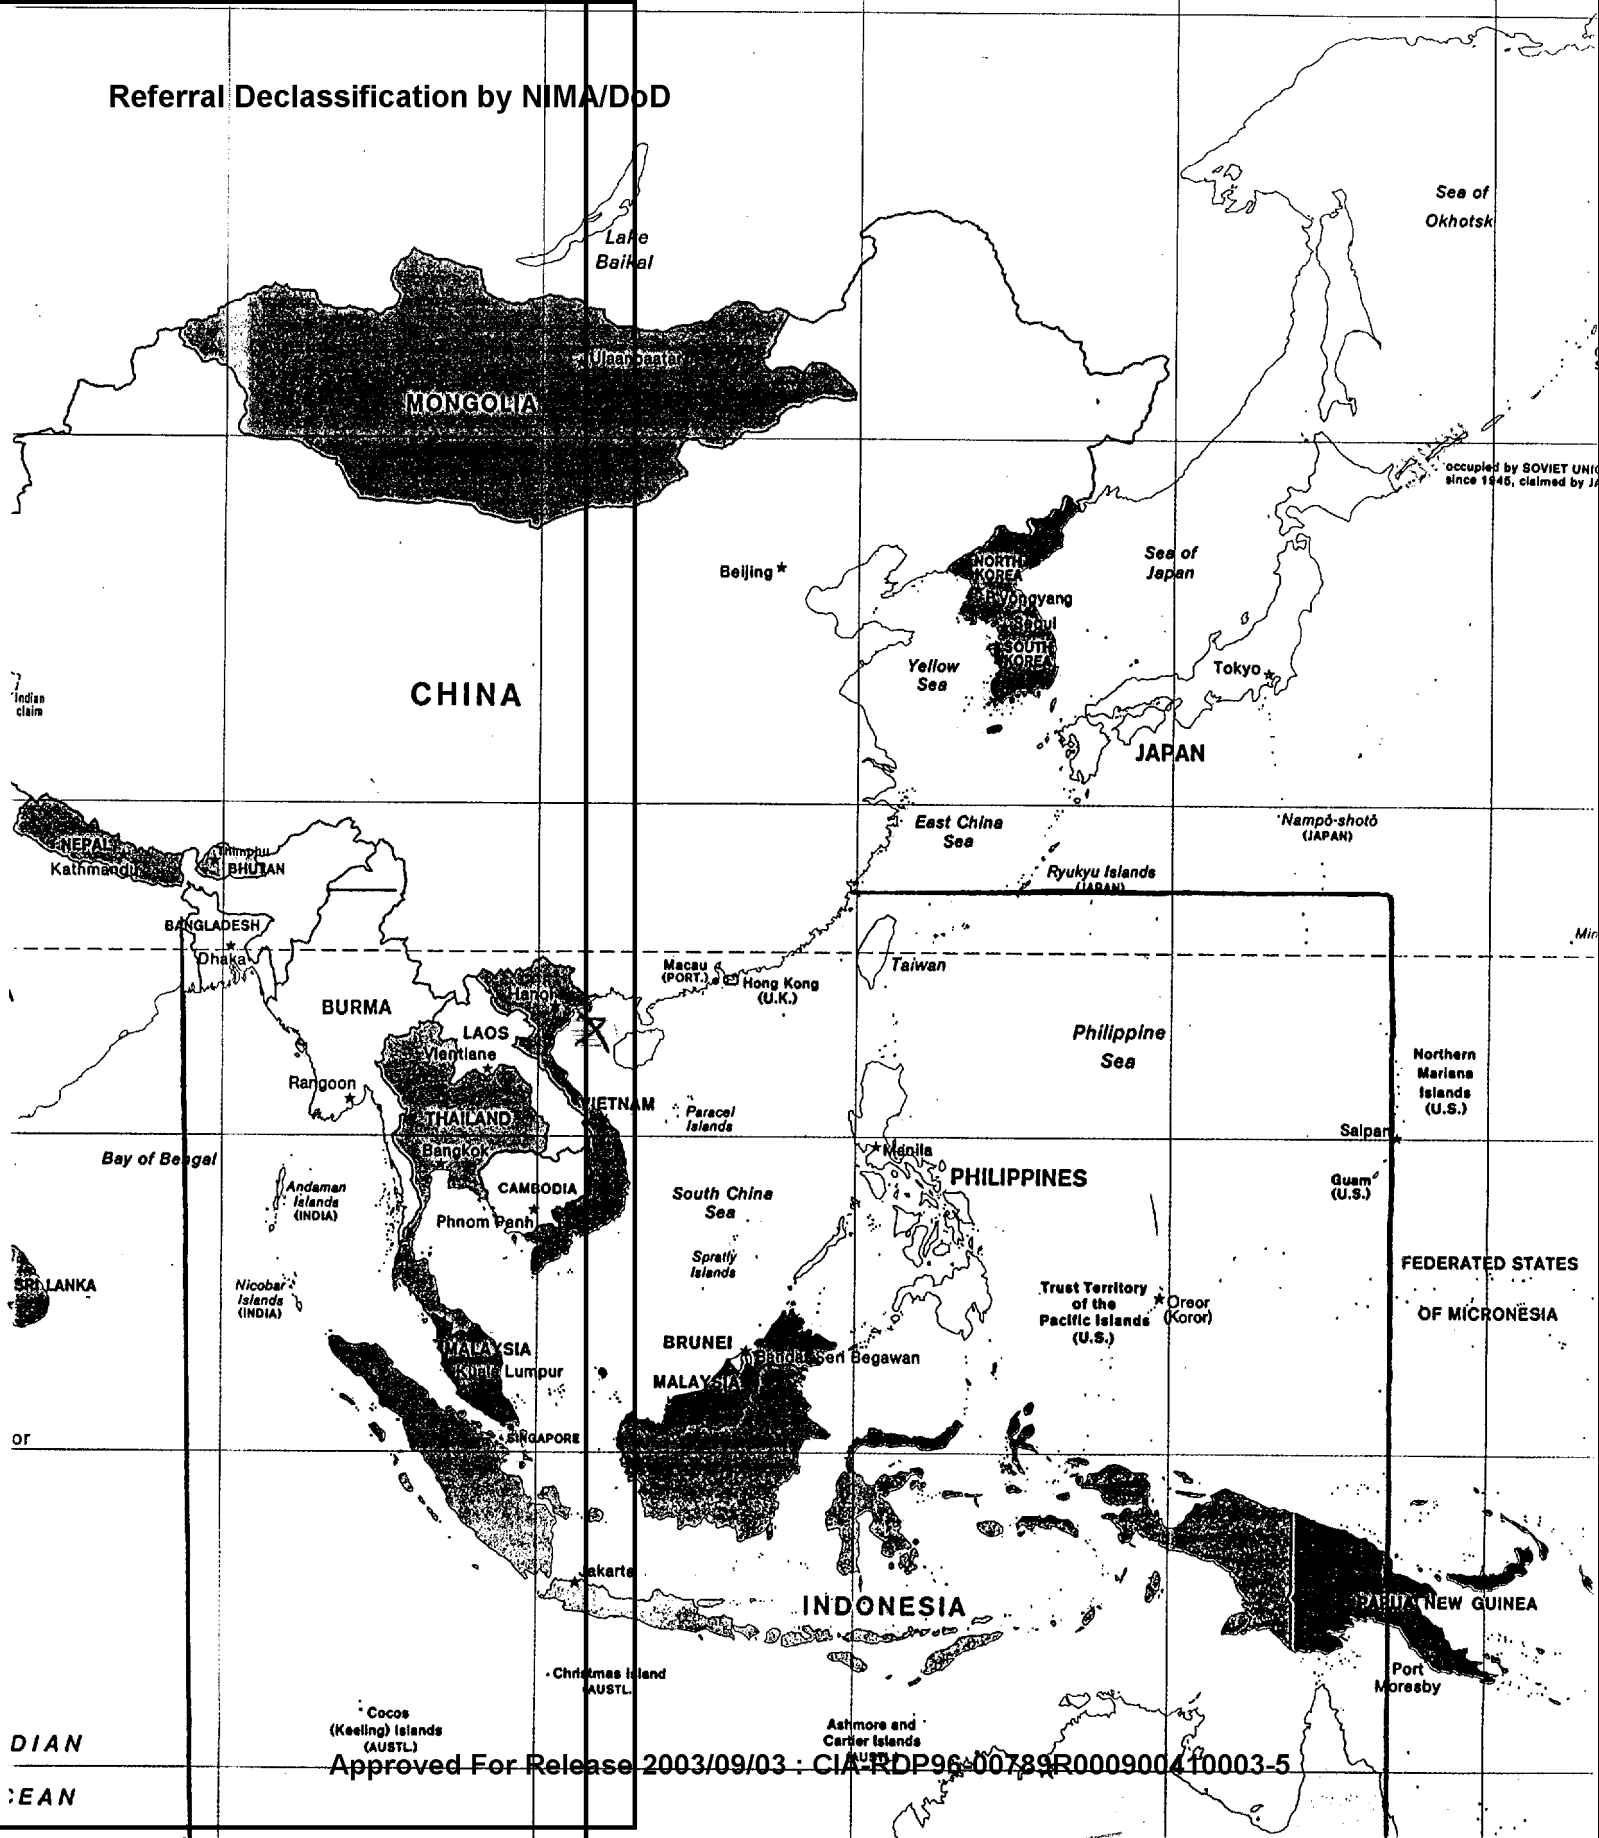 Referral Declassification by NIMA/DoD
Sea of
Okhotsk
Lake
Baikal
Ulaanbaatar
MONGOLIA
occupied by SOVIET
since 1945, claimed by
Beijing
NORTH
KOREA
Sea of
Japan
P'yongyang
Seoul
SOUTH
KOREA
Yellow
Sea
Tokyo
CHINA
Indian
claim
JAPAN
East China
Sea
Nampō-shotō
(JAPAN)
NEPAL
Thimphu
Kathmandu
BHUTAN
Ryukyu Islands
(JAPAN)
BANGLADESH
Dhaka
Macau
(PORT.)
Hong Kong
(U.K.)
Taiwan
Hanoi
BURMA
LAOS
Vientiane
Philippine
Sea
Northern
Mariana
Islands
(U.S.)
Rangoon
VIETNAM
Paracel
Islands
THAILAND
Saipan
Bay of Bengal
Bangkok
Manila
PHILIPPINES
Andaman
Islands
(INDIA)
CAMBODIA
South China
Sea
Guam
(U.S.)
Phnom Penh
Spratly
Islands
FEDERATED STATES
OF MICRONESIA
SRI LANKA
Nicobar
Islands
(INDIA)
Trust Territory
of the
Pacific Islands
(U.S.)
Oreor
(Koror)
BRUNEI
MALAYSIA
Bandar Seri Begawan
Kuala Lumpur
MALAYSIA
or
SINGAPORE
Jakarta
INDONESIA
PAPUA NEW GUINEA
Christmas Island
(AUSTL.)
Port
Moresby
Cocos
(Keeling) Islands
(AUSTL.)
Ashmore and
Cartier Islands
(AUSTL.)
DIAN
CEAN
Approved For Release 2003/09/03 : CIA-RDP96-00789R000900410003-5